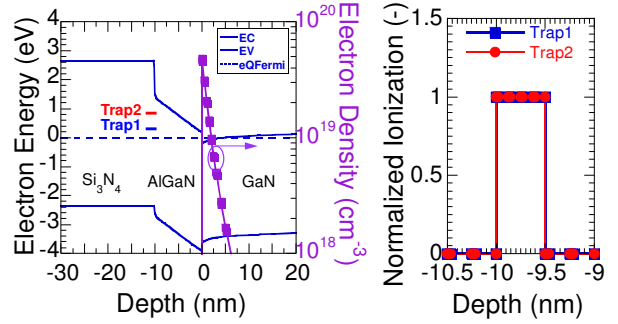 Electron Energy (eV)
4
3
2
1
0
-1
-2
-3
-4
EC
EV
eQFermi
Trap2
Trap1
Si3N4
AlGaN
GaN
-30
-20
-10
0
10
20
Depth (nm)
10^20
10^19
10^18
Electron Density (cm^-3)
Normalized Ionization (-)
1.5
1
0.5
0
Trap1
Trap2
-10.5
-10
-9.5
-9
Depth (nm)